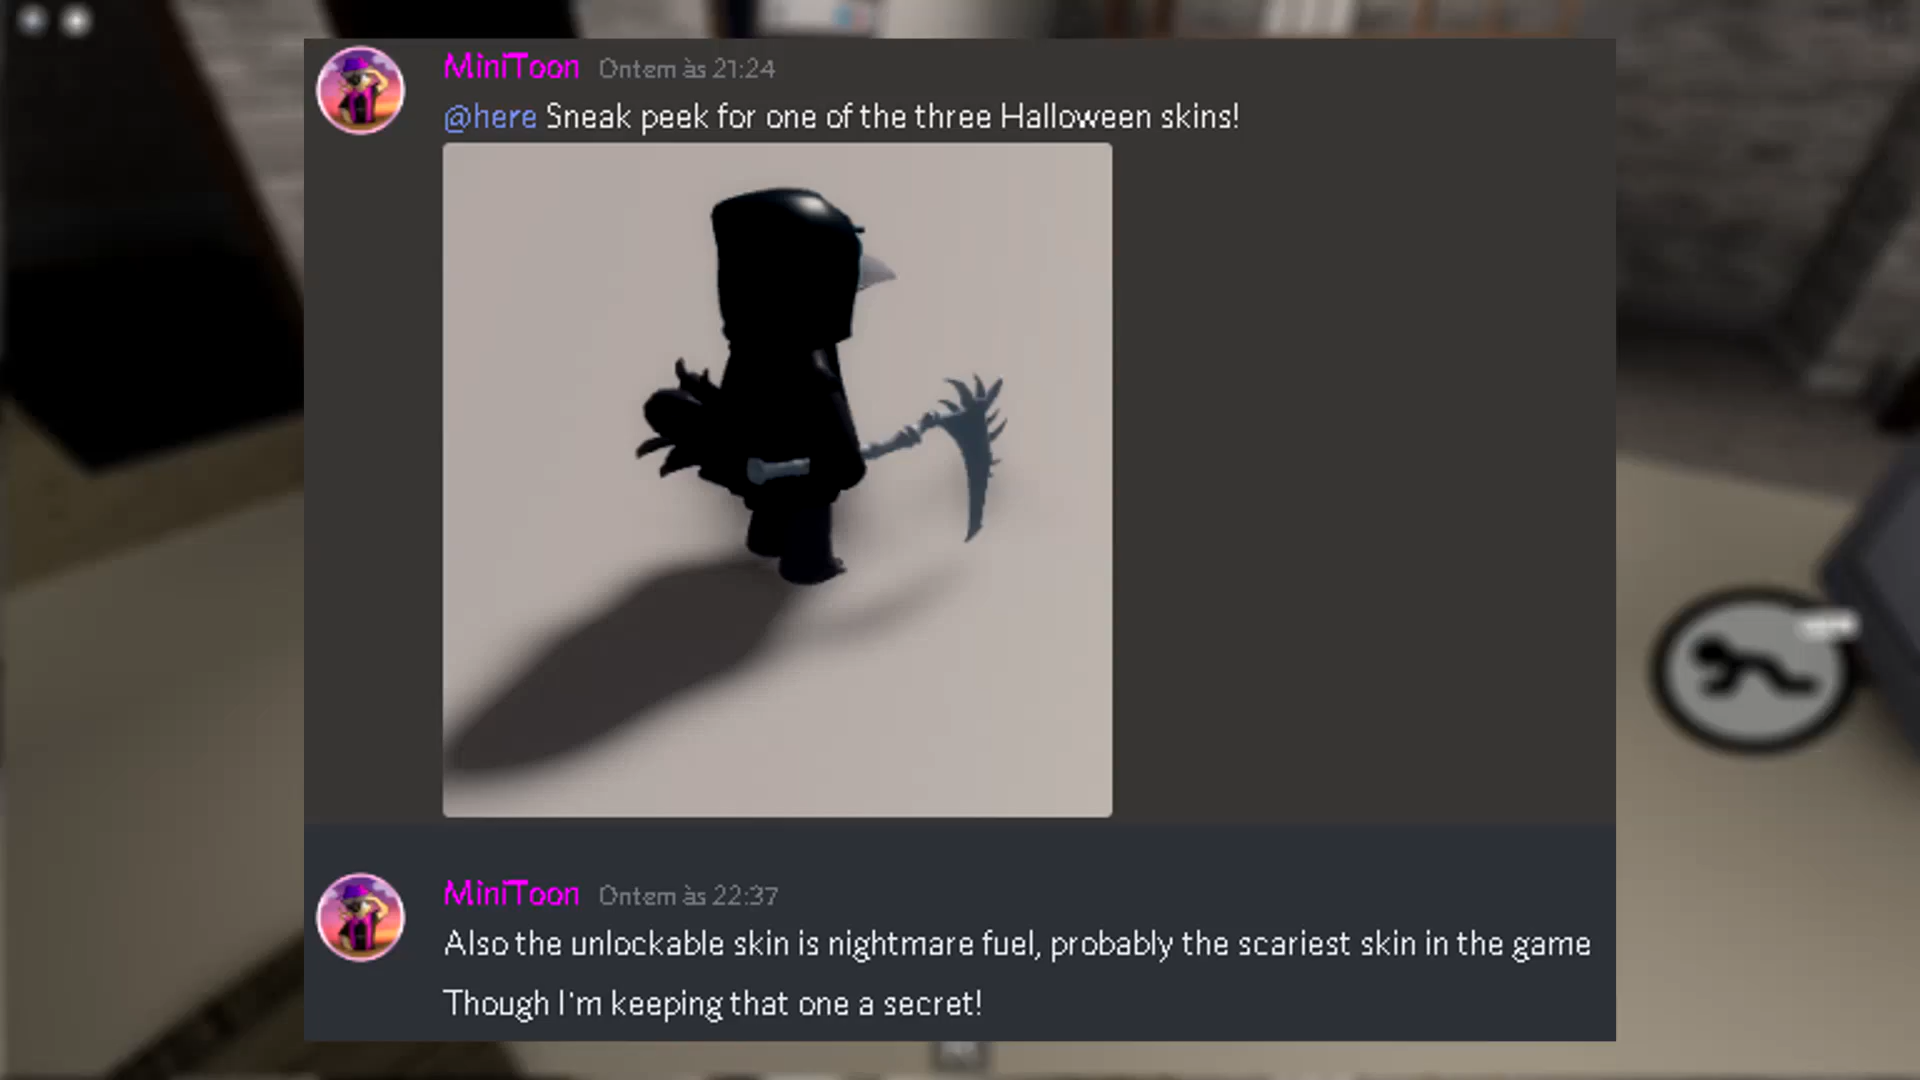 MiniToon Ontem às 21:24
@here Sneak peek for one of the three Halloween skins!
MiniToon Ontem às 22:37
Also the unlockable skin is nightmare fuel, probably the scariest skin in the game
Though I'm keeping that one a secret!